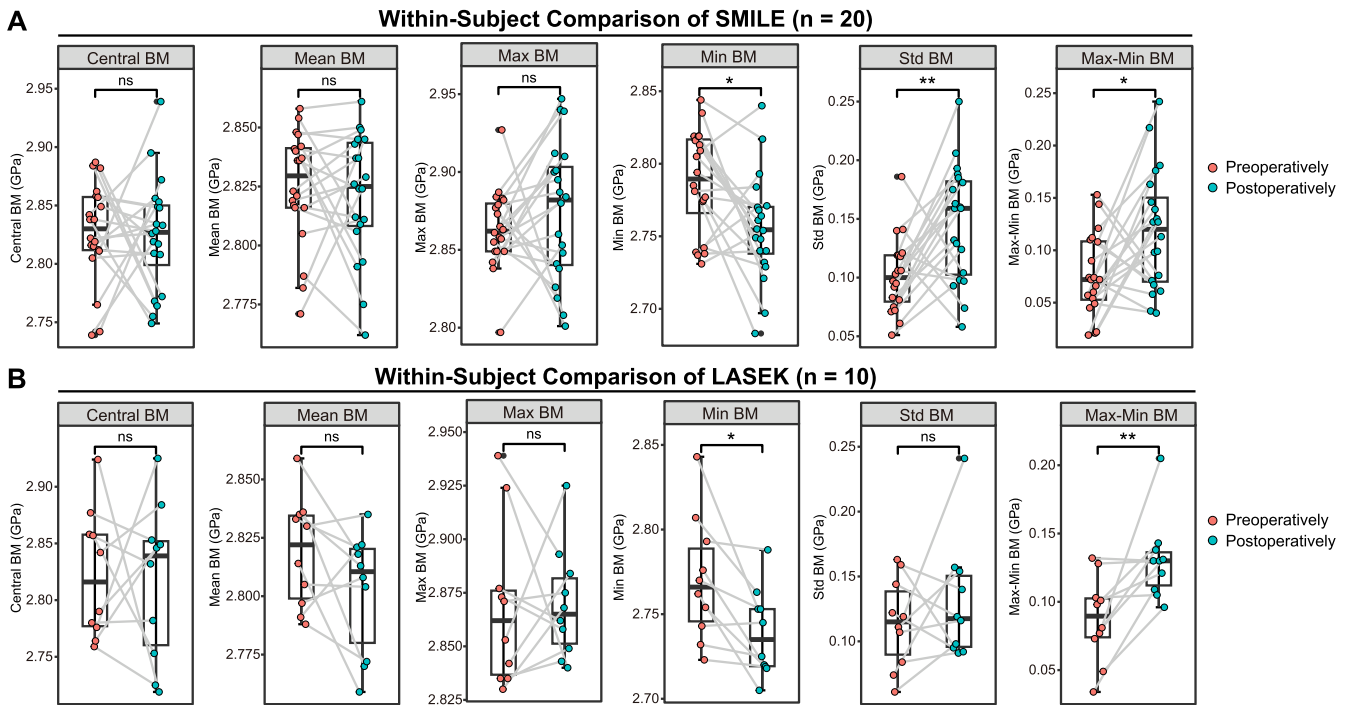 A
Within-Subject Comparison of SMILE (n = 20)
Central BM
Mean BM
Max BM
Min BM
Std BM
Max-Min BM
ns
ns
ns
*
**
*
Central BM (GPa)
2.95
2.90
2.85
2.80
2.75
Mean BM (GPa)
2.850
2.825
2.800
2.775
Max BM (GPa)
2.95
2.90
2.85
2.80
Min BM (GPa)
2.85
2.80
2.75
2.70
Std BM (GPa)
0.25
0.20
0.15
0.10
0.05
Max-Min BM (GPa)
0.25
0.20
0.15
0.10
0.05
Preoperatively
Postoperatively
B
Within-Subject Comparison of LASEK (n = 10)
Central BM
Mean BM
Max BM
Min BM
Std BM
Max-Min BM
ns
ns
ns
*
ns
**
Central BM (GPa)
2.90
2.85
2.80
2.75
Mean BM (GPa)
2.850
2.825
2.800
2.775
Max BM (GPa)
2.950
2.925
2.900
2.875
2.850
2.825
Min BM (GPa)
2.85
2.80
2.75
2.70
Std BM (GPa)
0.25
0.20
0.15
0.10
Max-Min BM (GPa)
0.20
0.15
0.10
0.05
Preoperatively
Postoperatively